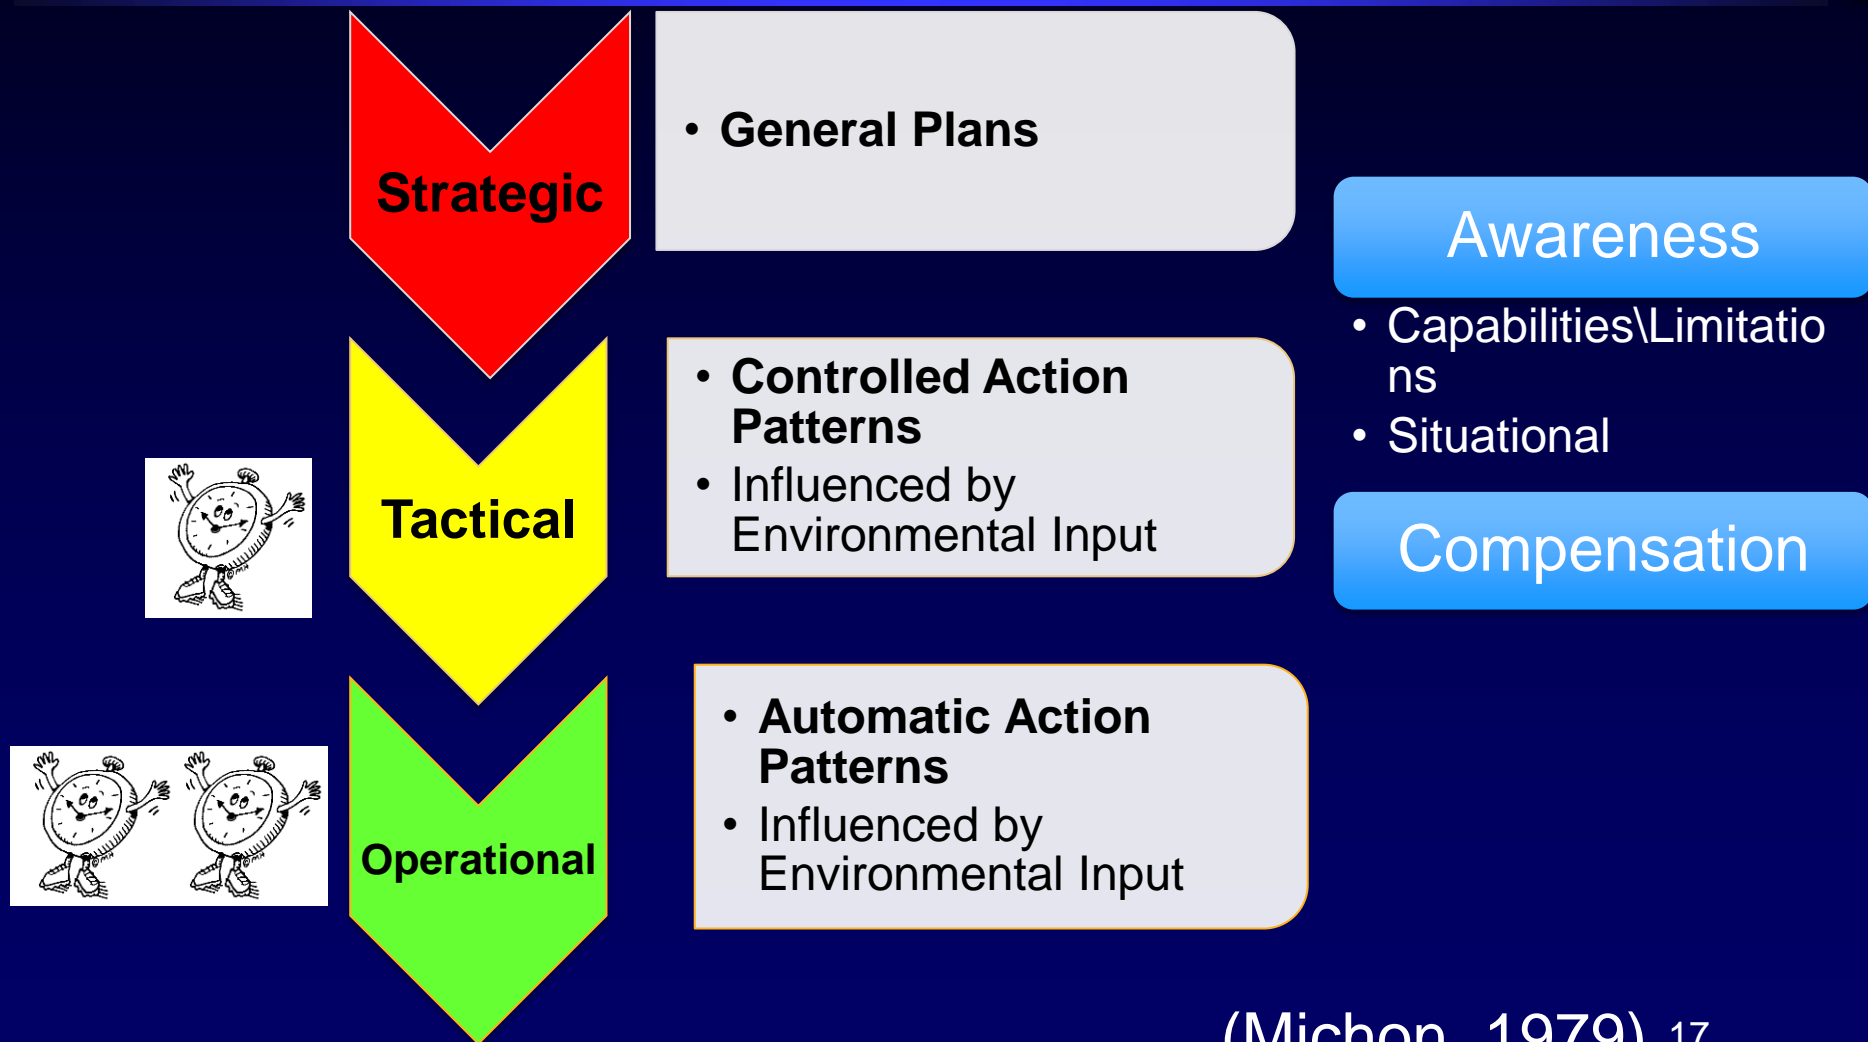 Strategic
• General Plans
Tactical
• Controlled Action
Patterns
• Influenced by
Environmental Input
Operational
• Automatic Action
Patterns
• Influenced by
Environmental Input
Awareness
• Capabilities\Limitatio
ns
• Situational
Compensation
(Michon, 1979) 17